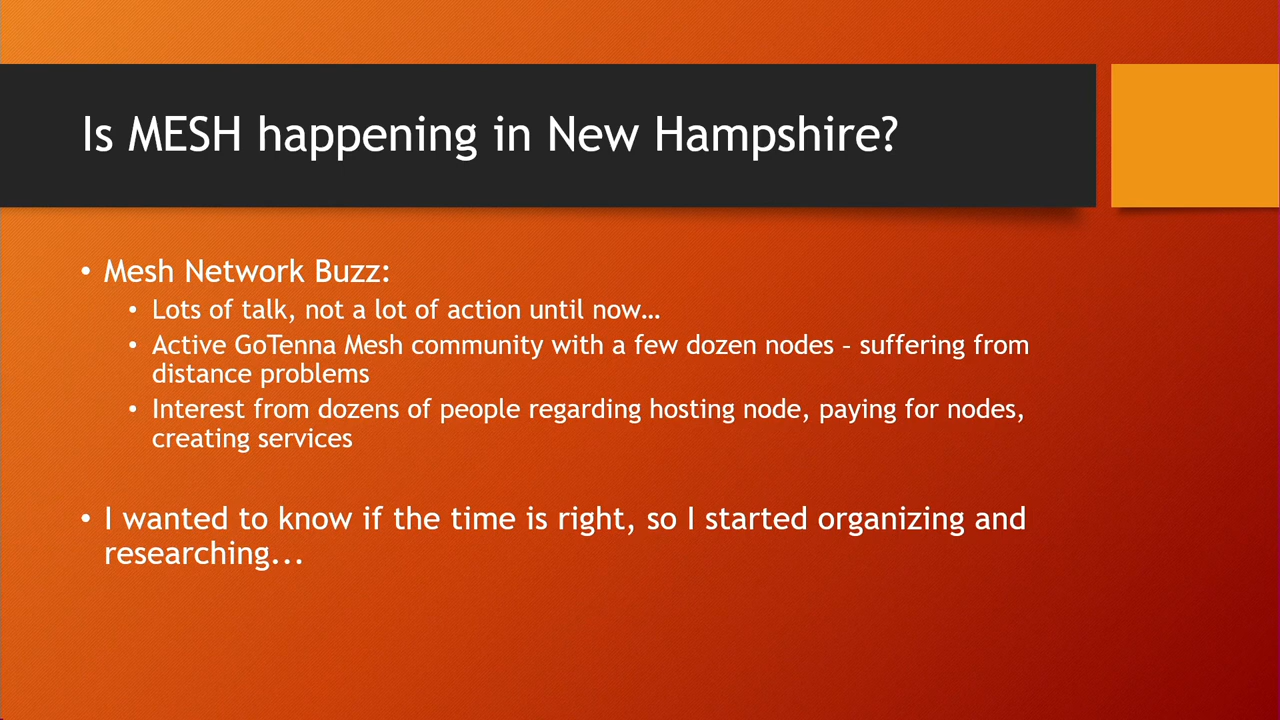 Is MESH happening in New Hampshire?
• Mesh Network Buzz:
• Lots of talk, not a lot of action until now…
• Active GoTenna Mesh community with a few dozen nodes – suffering from
distance problems
• Interest from dozens of people regarding hosting node, paying for nodes,
creating services
• I wanted to know if the time is right, so I started organizing and
researching...